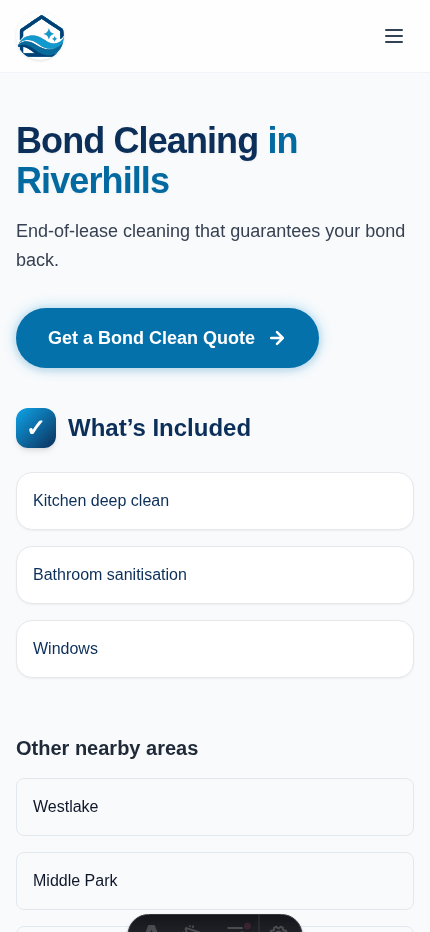 Bond Cleaning in
Riverhills
End-of-lease cleaning that guarantees your bond
back.
Get a Bond Clean Quote →
✓ What’s Included
Kitchen deep clean
Bathroom sanitisation
Windows
Other nearby areas
Westlake
Middle Park